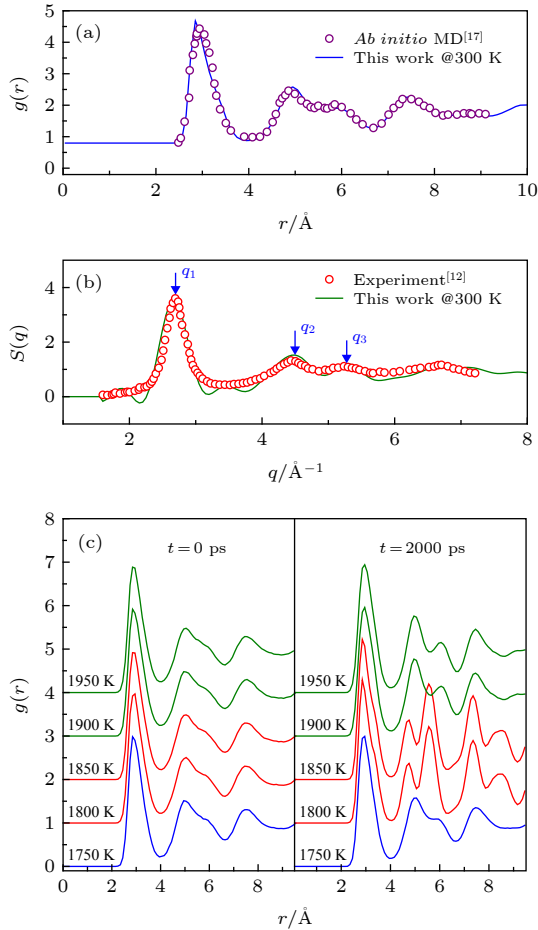 (a)
Ab initio MD[17]
This work @300 K
g(r)
5
4
3
2
1
0
0 2 4 6 8 10
r/Å
(b)
q1
q2
q3
Experiment[12]
This work @300 K
S(q)
4
2
0
2 4 6 8
q/Å−1
(c)
t=0 ps
t=2000 ps
g(r)
8
7
6
5
4
3
2
1
0
1950 K
1900 K
1850 K
1800 K
1750 K
1950 K
1900 K
1850 K
1800 K
1750 K
0 2 4 6 8 2 4 6 8
r/Å